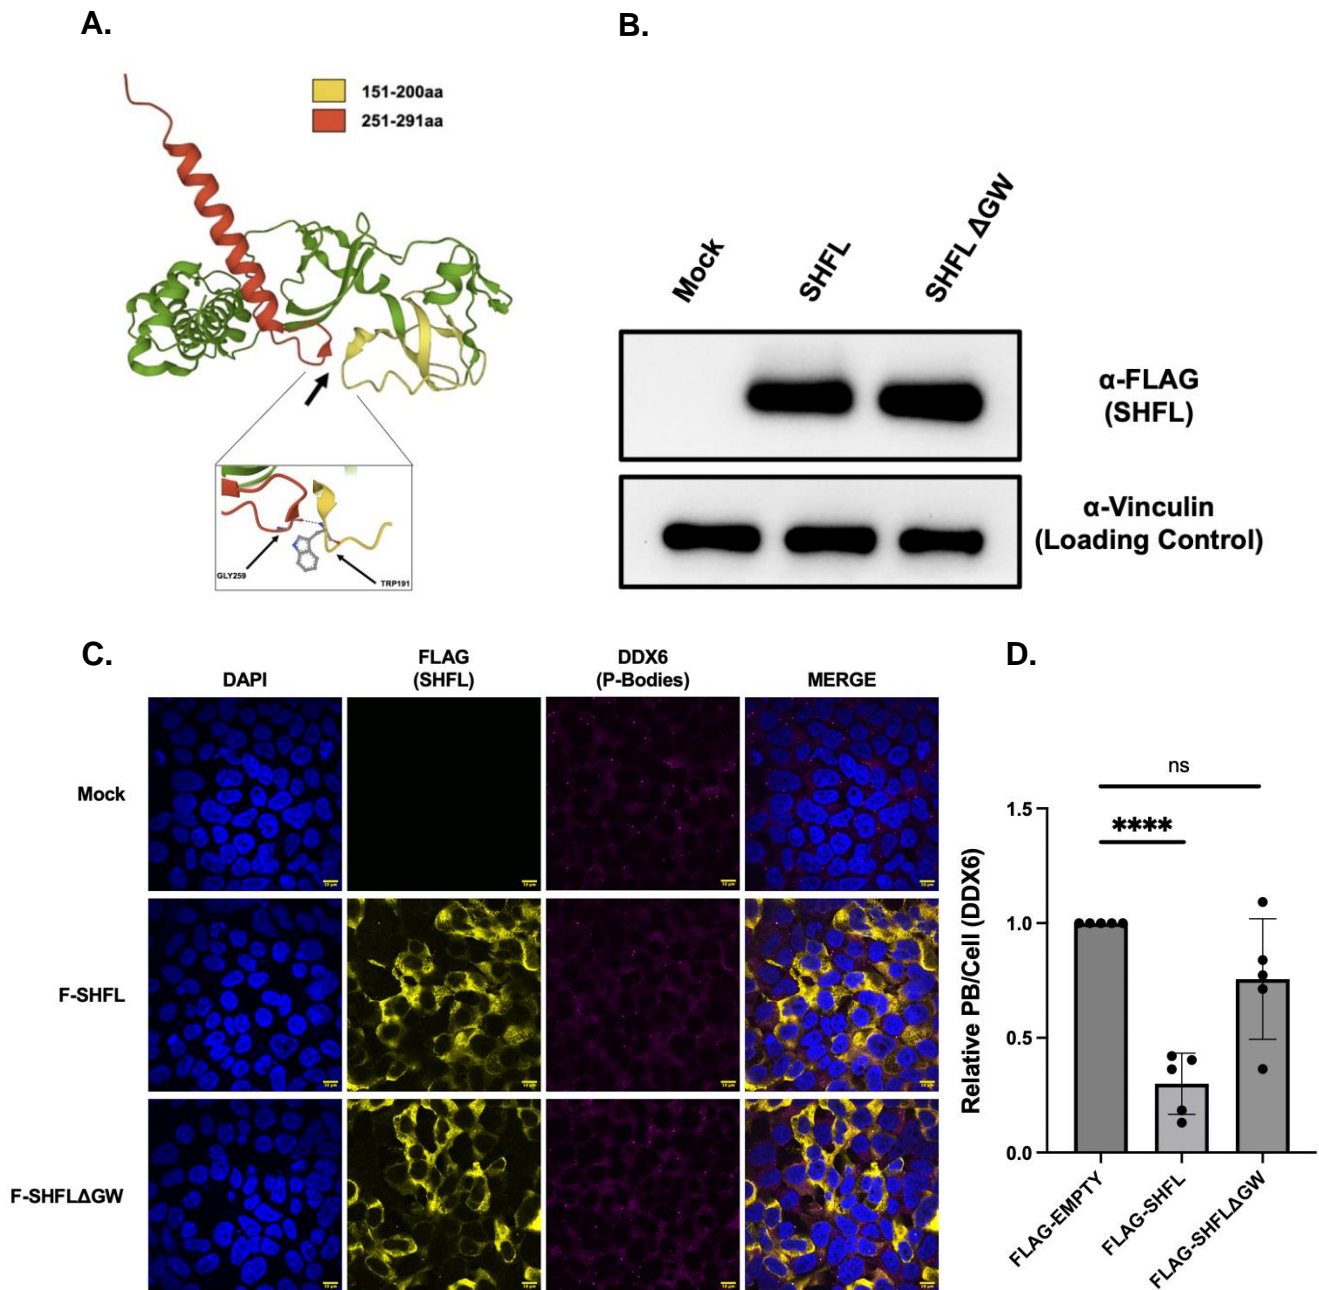 A.
151-200aa
251-291aa
GLY259
TRP191
B.
Mock
SHFL
SHFL ΔGW
α-FLAG
(SHFL)
α-Vinculin
(Loading Control)
C.
DAPI
FLAG
(SHFL)
DDX6
(P-Bodies)
MERGE
Mock
F-SHFL
F-SHFLΔGW
D.
ns
****
1.5
1.0
0.5
0.0
Relative PB/Cell (DDX6)
FLAG-EMPTY
FLAG-SHFL
FLAG-SHFLΔGW